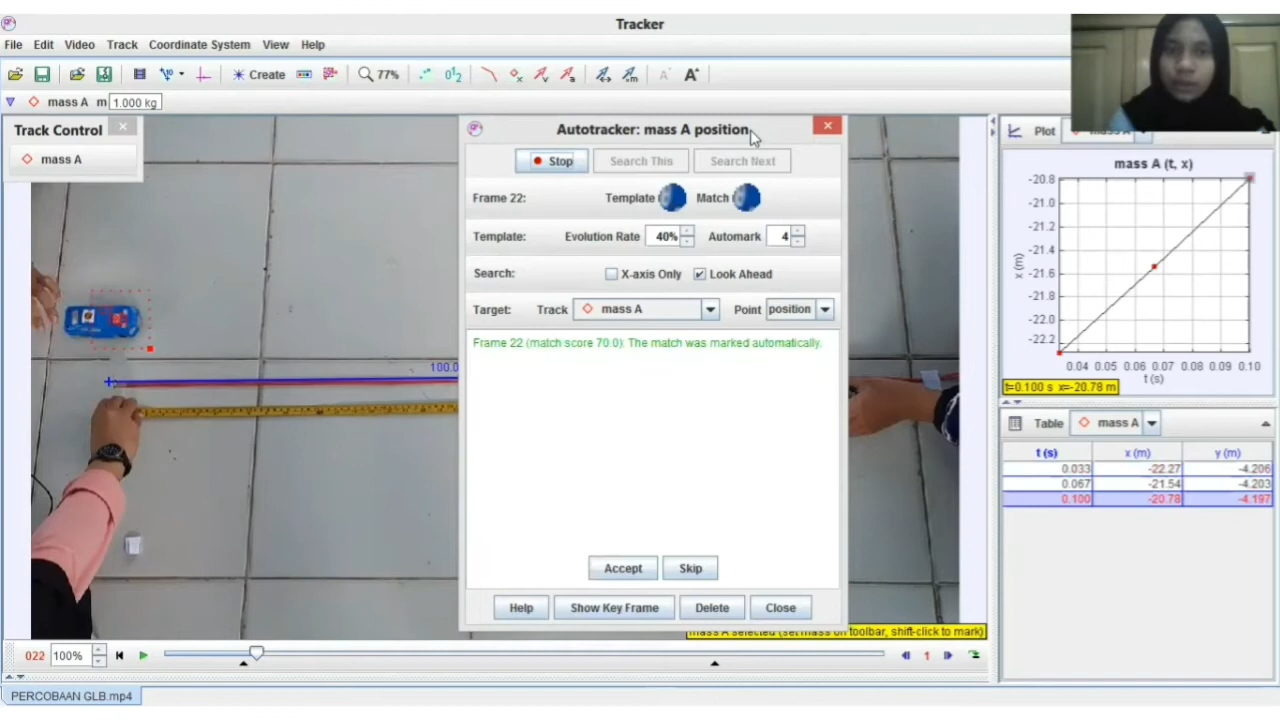 Tracker
File Edit Video Track Coordinate System View Help
Create 77%
mass A m 1.000 kg
Track Control
mass A
100.0
Autotracker: mass A position
Stop Search This Search Next
Frame 22: Template Match
Template: Evolution Rate 40% Automark 4
Search: X-axis Only Look Ahead
Target: Track mass A Point position
Frame 22 (match score 70.0): The match was marked automatically.
Accept Skip
Help Show Key Frame Delete Close
mass A selected (set mass on toolbar, shift-click to mark)
Plot mass A
mass A (t, x)
-20.8
-21.0
-21.2
-21.4
-21.6
-21.8
-22.0
-22.2
x (m)
0.04 0.05 0.06 0.07 0.08 0.09 0.10
t (s)
t=0.100 s x=-20.78 m
Table mass A
t (s) x (m) y (m)
0.033 -22.27 -4.206
0.067 -21.54 -4.203
0.100 -20.78 -4.197
022 100% 1
PERCOBAAN GLB.mp4